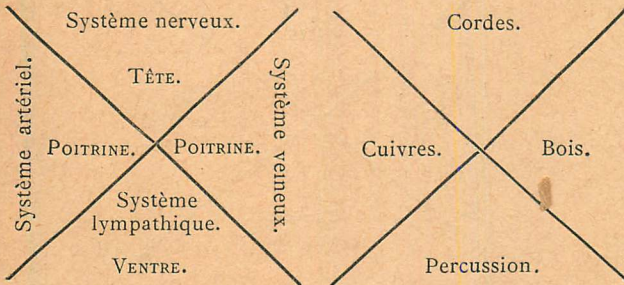 Système nerveux.
TÊTE.
Système artériel.
POITRINE.
POITRINE.
Système veineux.
Système
lymphatique.
VENTRE.
Cordes.
Cuivres.
Bois.
Percussion.